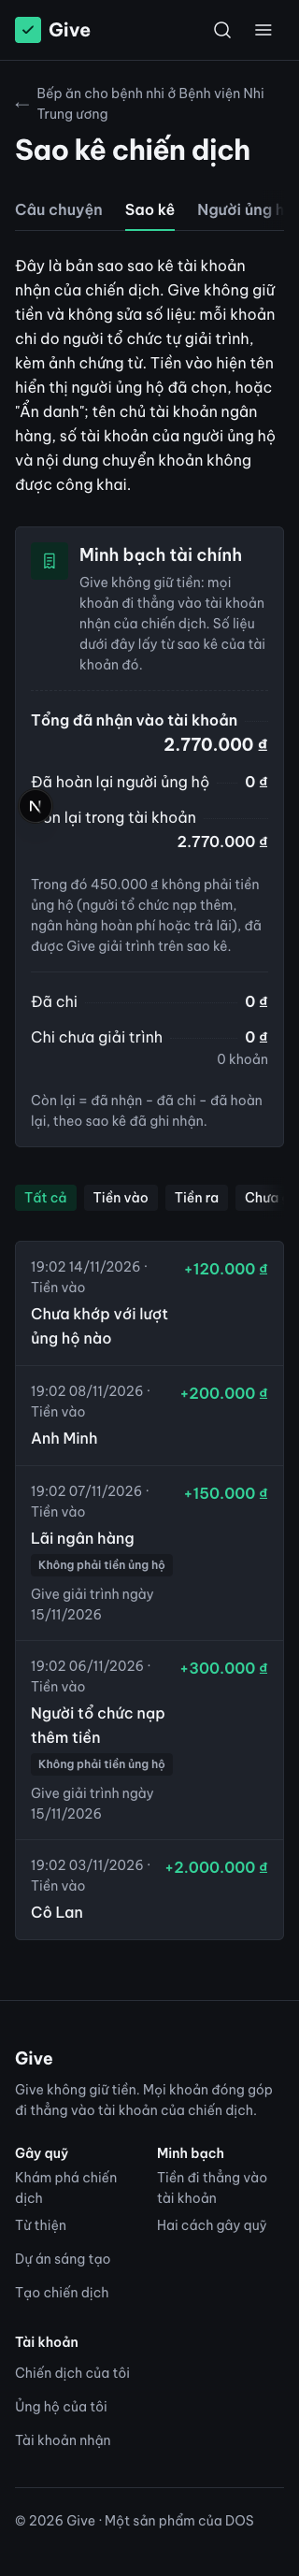 Give
← Bếp ăn cho bệnh nhi ở Bệnh viện Nhi
Trung ương
Sao kê chiến dịch
Câu chuyện Sao kê Người ủng h
Đây là bản sao sao kê tài khoản
nhận của chiến dịch. Give không giữ
tiền và không sửa số liệu: mỗi khoản
chi do người tổ chức tự giải trình,
kèm ảnh chứng từ. Tiền vào hiện tên
hiển thị người ủng hộ đã chọn, hoặc
"Ẩn danh"; tên chủ tài khoản ngân
hàng, số tài khoản của người ủng hộ
và nội dung chuyển khoản không
được công khai.
Minh bạch tài chính
Give không giữ tiền: mọi
khoản đi thẳng vào tài khoản
nhận của chiến dịch. Số liệu
dưới đây lấy từ sao kê của tài
khoản đó.
Tổng đã nhận vào tài khoản
2.770.000 ₫
Đã hoàn lại người ủng hộ 0 ₫
N
n lại trong tài khoản
2.770.000 ₫
Trong đó 450.000 ₫ không phải tiền
ủng hộ (người tổ chức nạp thêm,
ngân hàng hoàn phí hoặc trả lãi), đã
được Give giải trình trên sao kê.
Đã chi 0 ₫
Chi chưa giải trình 0 ₫
0 khoản
Còn lại = đã nhận − đã chi − đã hoàn
lại, theo sao kê đã ghi nhận.
Tất cả Tiền vào Tiền ra Chưa
19:02 14/11/2026 · +120.000 ₫
Tiền vào
Chưa khớp với lượt
ủng hộ nào
19:02 08/11/2026 · +200.000 ₫
Tiền vào
Anh Minh
19:02 07/11/2026 · +150.000 ₫
Tiền vào
Lãi ngân hàng
Không phải tiền ủng hộ
Give giải trình ngày
15/11/2026
19:02 06/11/2026 · +300.000 ₫
Tiền vào
Người tổ chức nạp
thêm tiền
Không phải tiền ủng hộ
Give giải trình ngày
15/11/2026
19:02 03/11/2026 · +2.000.000 ₫
Tiền vào
Cô Lan
Give
Give không giữ tiền. Mọi khoản đóng góp
đi thẳng vào tài khoản của chiến dịch.
Gây quỹ
Khám phá chiến
dịch
Từ thiện
Dự án sáng tạo
Tạo chiến dịch
Minh bạch
Tiền đi thẳng vào
tài khoản
Hai cách gây quỹ
Tài khoản
Chiến dịch của tôi
Ủng hộ của tôi
Tài khoản nhận
© 2026 Give · Một sản phẩm của DOS